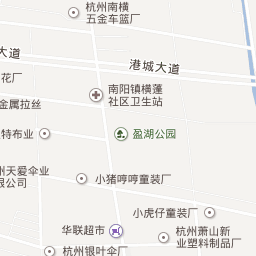 杭州南横
五金车篮厂
大道
港城大道
花厂
南阳镇横蓬
社区卫生站
金属拉丝
特布业
盈湖公园
州天爱伞业
限公司
小猪哼哼童装厂
小虎仔童装厂
华联超市
杭州萧山新
业塑料制品厂
杭州银叶伞厂